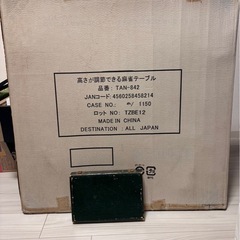 高さが調節できる麻雀テーブル
品番：TAN-842
JANコード：4560258458214
CASE NO. / 1150
ロット NO： TZBE12
MADE IN CHINA
DESTINATION : ALL JAPAN